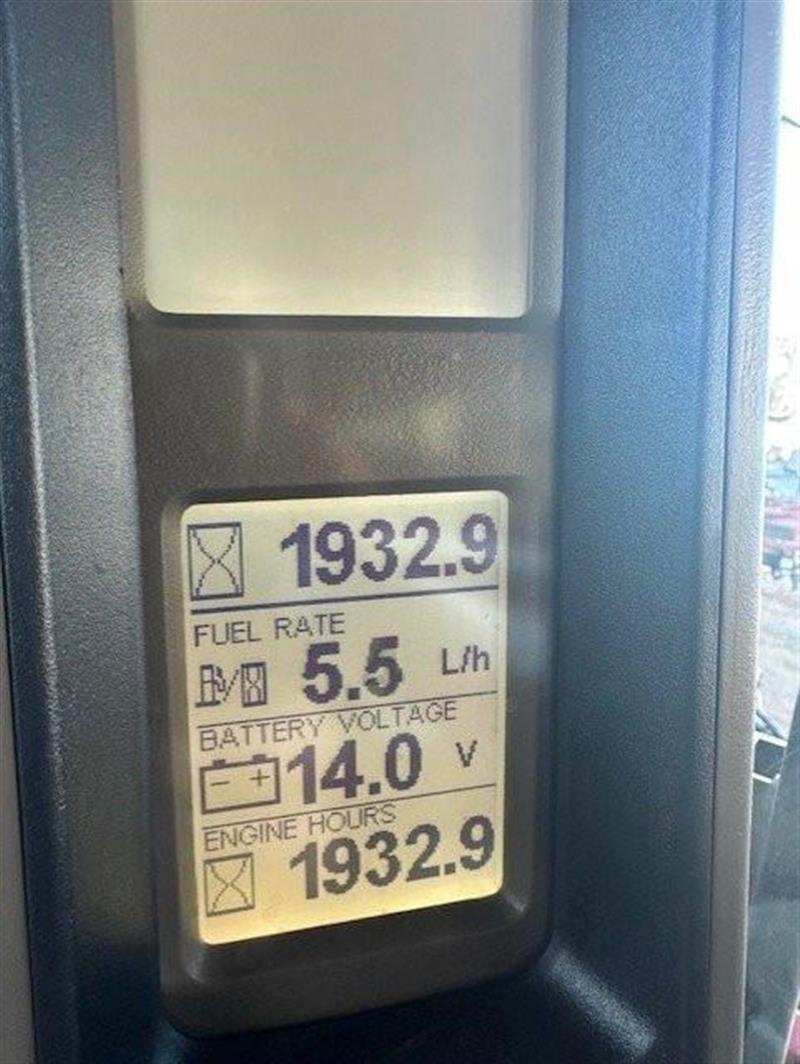 1932.9
FUEL RATE
5.5 L/h
BATTERY VOLTAGE
14.0 V
ENGINE HOURS
1932.9